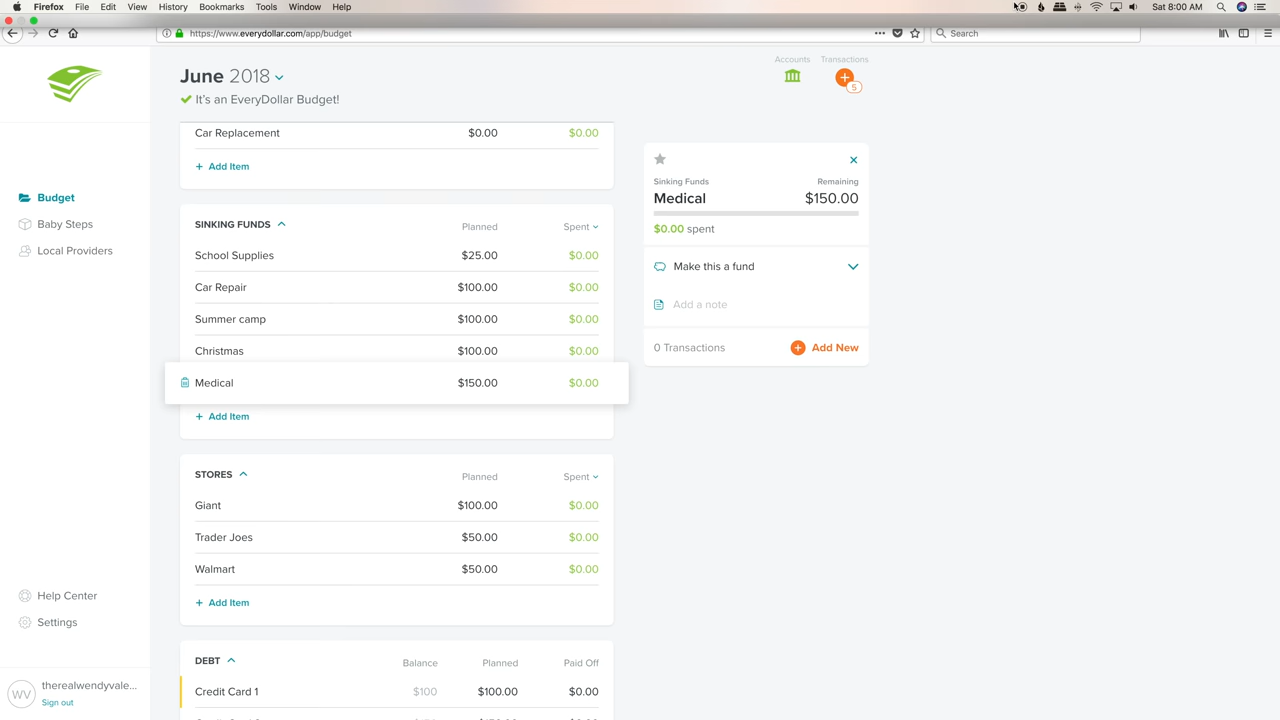 Firefox File Edit View History Bookmarks Tools Window Help Sat 8:00 AM
https://www.everydollar.com/app/budget Search
June 2018
It's an EveryDollar Budget!
Accounts Transactions
5
Budget
Baby Steps
Local Providers
Help Center
Settings
WV therealwendyvale...
Sign out
Car Replacement $0.00 $0.00
+ Add Item
SINKING FUNDS Planned Spent
School Supplies $25.00 $0.00
Car Repair $100.00 $0.00
Summer camp $100.00 $0.00
Christmas $100.00 $0.00
Medical $150.00 $0.00
+ Add Item
STORES Planned Spent
Giant $100.00 $0.00
Trader Joes $50.00 $0.00
Walmart $50.00 $0.00
+ Add Item
DEBT Balance Planned Paid Off
Credit Card 1 $100 $100.00 $0.00
Sinking Funds Remaining
Medical $150.00
$0.00 spent
Make this a fund
Add a note
0 Transactions Add New